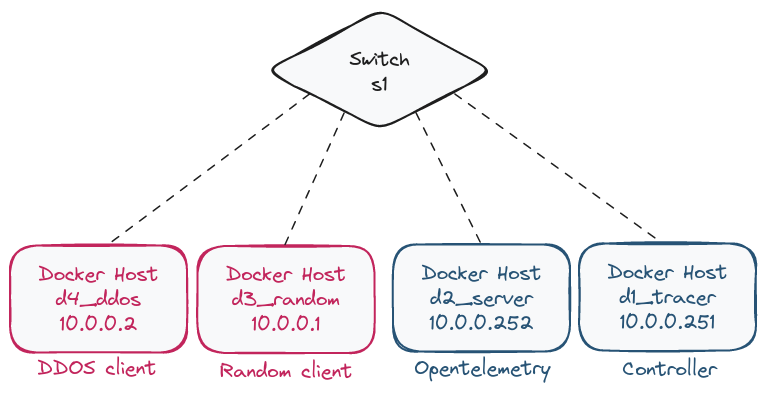 Switch
s1
Docker Host
d4_ddos
10.0.0.2
DDOS client
Docker Host
d3_random
10.0.0.1
Random client
Docker Host
d2_server
10.0.0.252
Opentelemetry
Docker Host
d1_tracer
10.0.0.251
Controller